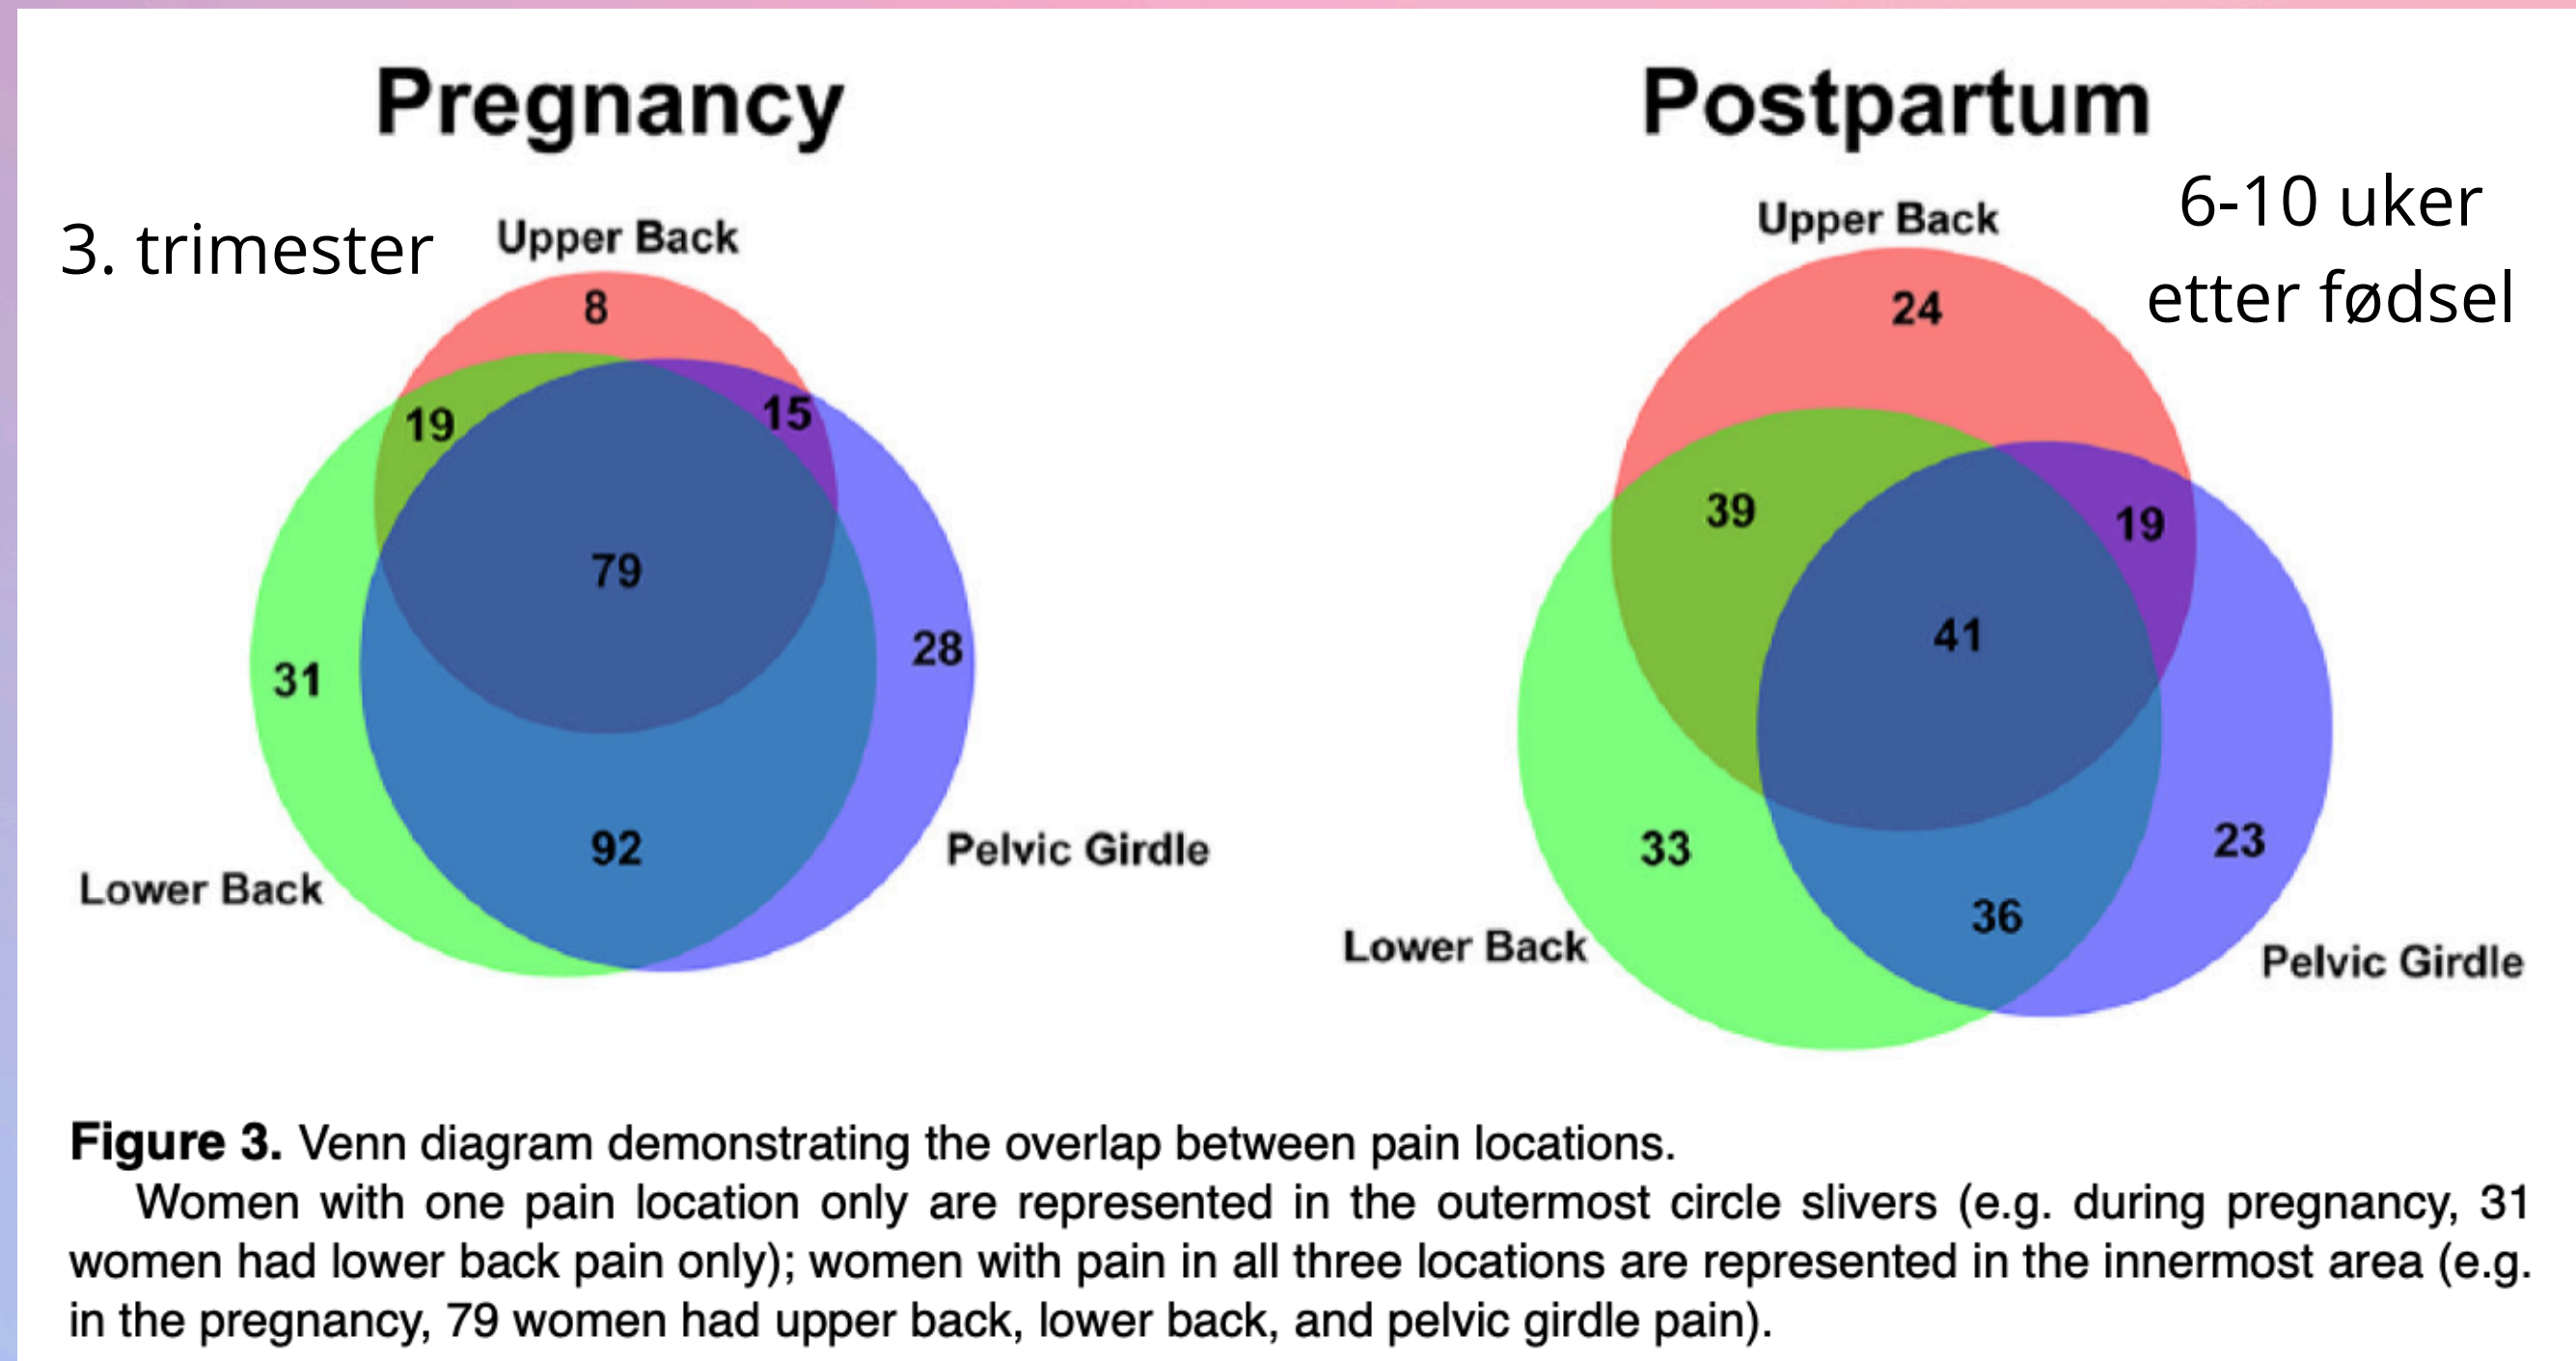 Pregnancy
3. trimester
Upper Back
8
19
15
79
31
28
92
Lower Back
Pelvic Girdle
Postpartum
6-10 uker
etter fødsel
Upper Back
24
39
19
41
33
23
36
Lower Back
Pelvic Girdle
Figure 3. Venn diagram demonstrating the overlap between pain locations.
Women with one pain location only are represented in the outermost circle slivers (e.g. during pregnancy, 31
women had lower back pain only); women with pain in all three locations are represented in the innermost area (e.g.
in the pregnancy, 79 women had upper back, lower back, and pelvic girdle pain).